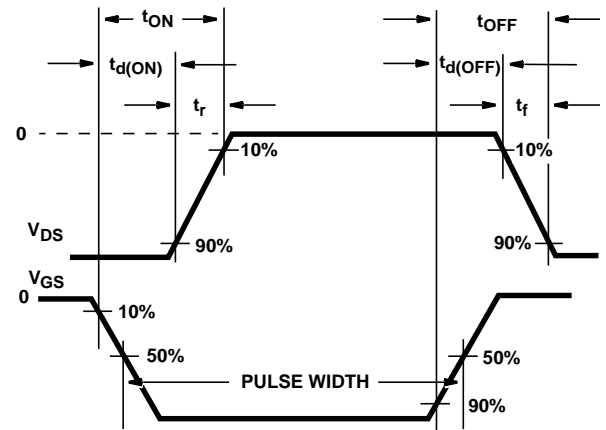 tON
tOFF
td(ON)
td(OFF)
tr
tf
0
10%
10%
VDS
90%
90%
VGS
0
10%
50%
50%
PULSE WIDTH
90%